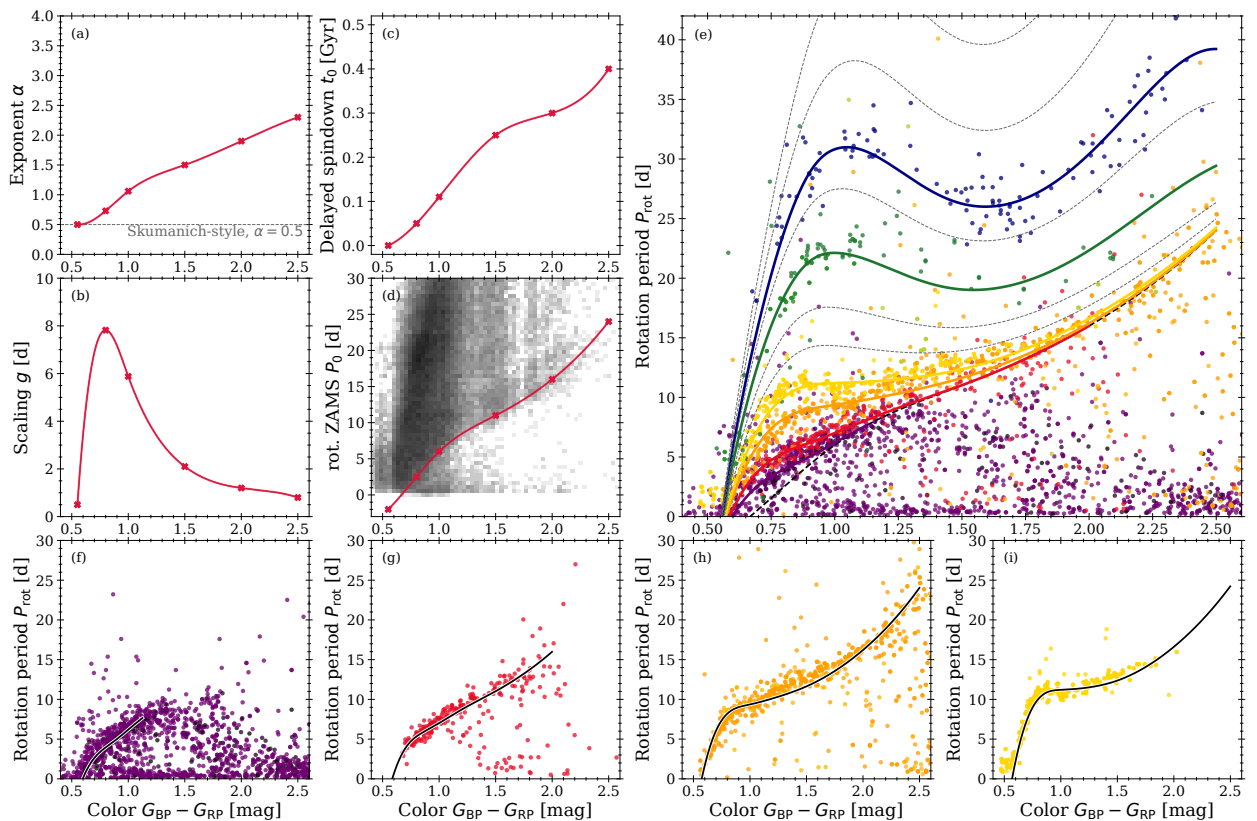 (a)
Exponent α
4.0
3.5
3.0
2.5
2.0
1.5
1.0
0.5
0.0
Skumanich-style, α = 0.5
0.5 1.0 1.5 2.0 2.5
(b)
Scaling g [d]
10
8
6
4
2
0
0.5 1.0 1.5 2.0 2.5
(c)
Delayed spindown t₀ [Gyr]
0.5
0.4
0.3
0.2
0.1
0.0
0.5 1.0 1.5 2.0 2.5
(d)
rot. ZAMS P₀ [d]
30
25
20
15
10
5
0
0.5 1.0 1.5 2.0 2.5
(e)
Rotation period Prot [d]
40
35
30
25
20
15
10
5
0
0.50 0.75 1.00 1.25 1.50 1.75 2.00 2.25 2.50
(f)
Rotation period Prot [d]
30
25
20
15
10
5
0
0.5 1.0 1.5 2.0 2.5
Color GBP − GRP [mag]
(g)
Rotation period Prot [d]
30
25
20
15
10
5
0
0.5 1.0 1.5 2.0 2.5
Color GBP − GRP [mag]
(h)
Rotation period Prot [d]
30
25
20
15
10
5
0
0.5 1.0 1.5 2.0 2.5
Color GBP − GRP [mag]
(i)
Rotation period Prot [d]
30
25
20
15
10
5
0
0.5 1.0 1.5 2.0 2.5
Color GBP − GRP [mag]